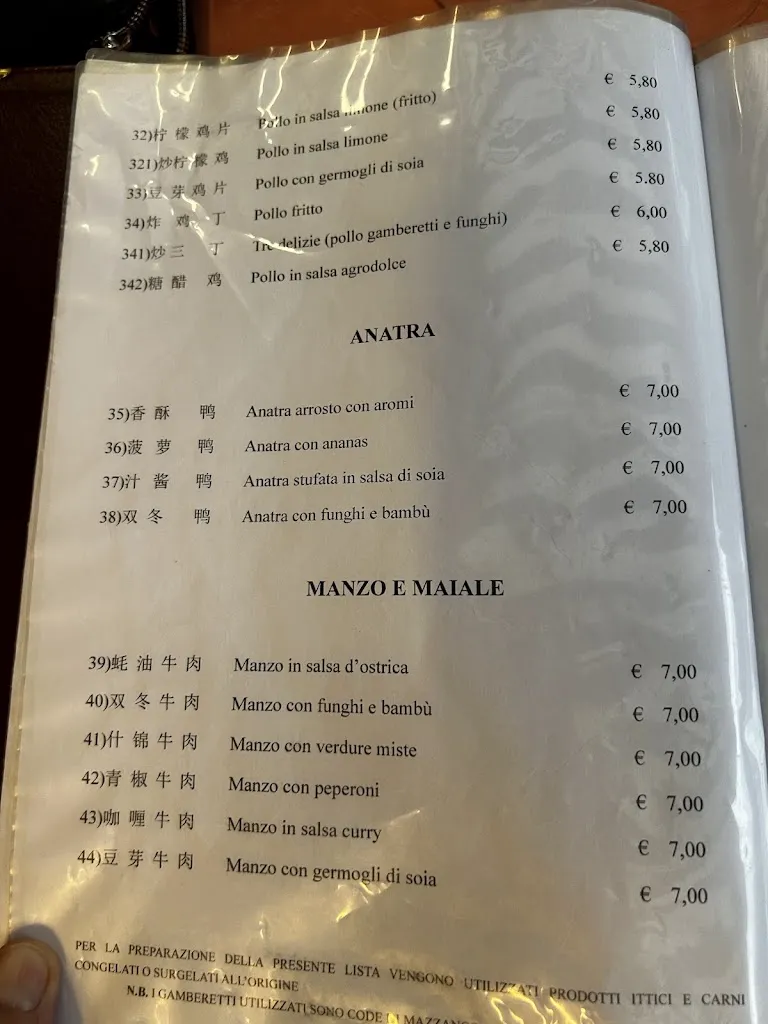 32)柠 檬 鸡 片 Pollo in salsa limone (fritto) € 5,80
321)炒柠 檬 鸡 Pollo in salsa limone € 5,80
33)豆 芽 鸡 片 Pollo con germogli di soia € 5,80
34)炸 鸡 丁 Pollo fritto € 5.80
341)炒 三 丁 Tre delizie (pollo gamberetti e funghi) € 6,00
342)糖 醋 鸡 Pollo in salsa agrodolce € 5,80
ANATRA
35)香 酥 鸭 Anatra arrosto con aromi € 7,00
36)菠 萝 鸭 Anatra con ananas € 7,00
37)汁 酱 鸭 Anatra stufata in salsa di soia € 7,00
38)双 冬 鸭 Anatra con funghi e bambù € 7,00
MANZO E MAIALE
39)蚝 油 牛 肉 Manzo in salsa d'ostrica € 7,00
40)双 冬 牛 肉 Manzo con funghi e bambù € 7,00
41)什 锦 牛 肉 Manzo con verdure miste € 7,00
42)青 椒 牛 肉 Manzo con peperoni € 7,00
43)咖 喱 牛 肉 Manzo in salsa curry € 7,00
44)豆 芽 牛 肉 Manzo con germogli di soia € 7,00
PER LA PREPARAZIONE DELLA PRESENTE LISTA VENGONO UTILIZZATI PRODOTTI ITTICI E CARNI
CONGELATI O SURGELATI ALL'ORIGINE
N.B. I GAMBERETTI UTILIZZATI SONO CODE DI